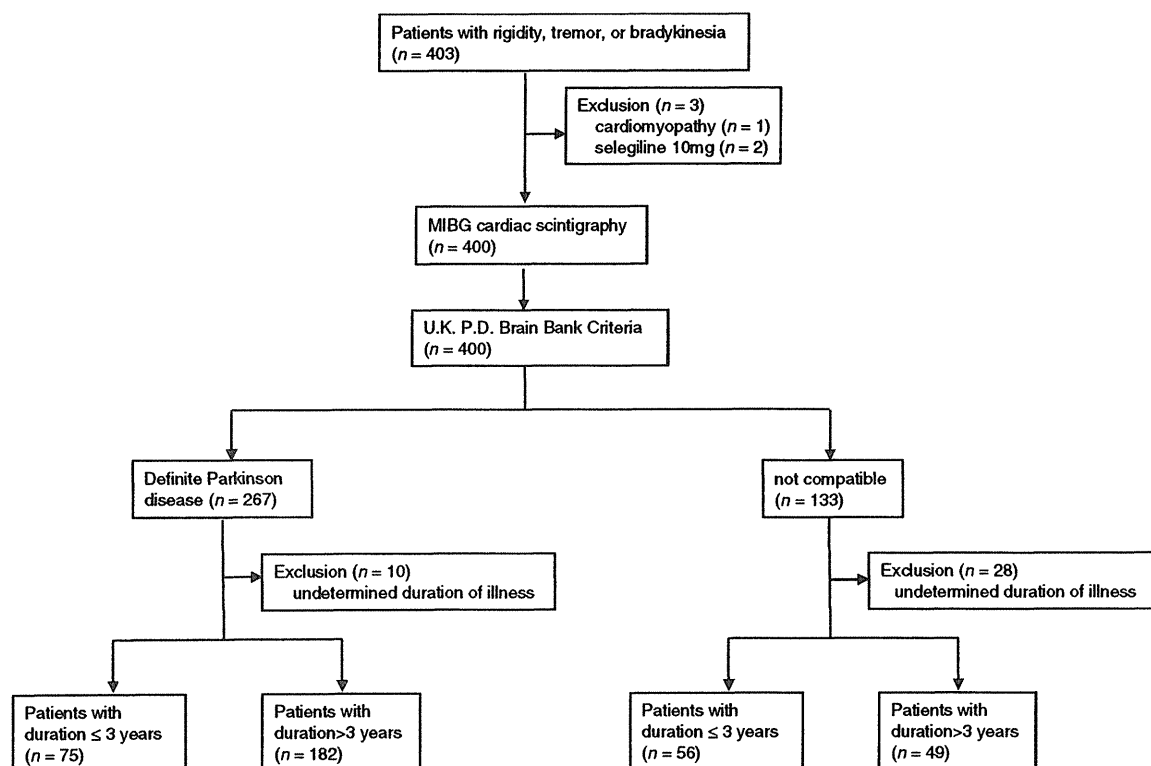 Patients with rigidity, tremor, or bradykinesia
(n = 403)
Exclusion (n = 3)
cardiomyopathy (n = 1)
selegiline 10mg (n = 2)
MIBG cardiac scintigraphy
(n = 400)
U.K. P.D. Brain Bank Criteria
(n = 400)
Definite Parkinson
disease (n = 267)
not compatible
(n = 133)
Exclusion (n = 10)
undetermined duration of illness
Exclusion (n = 28)
undetermined duration of illness
Patients with
duration ≤ 3 years
(n = 75)
Patients with
duration>3 years
(n = 182)
Patients with
duration ≤ 3 years
(n = 56)
Patients with
duration>3 years
(n = 49)